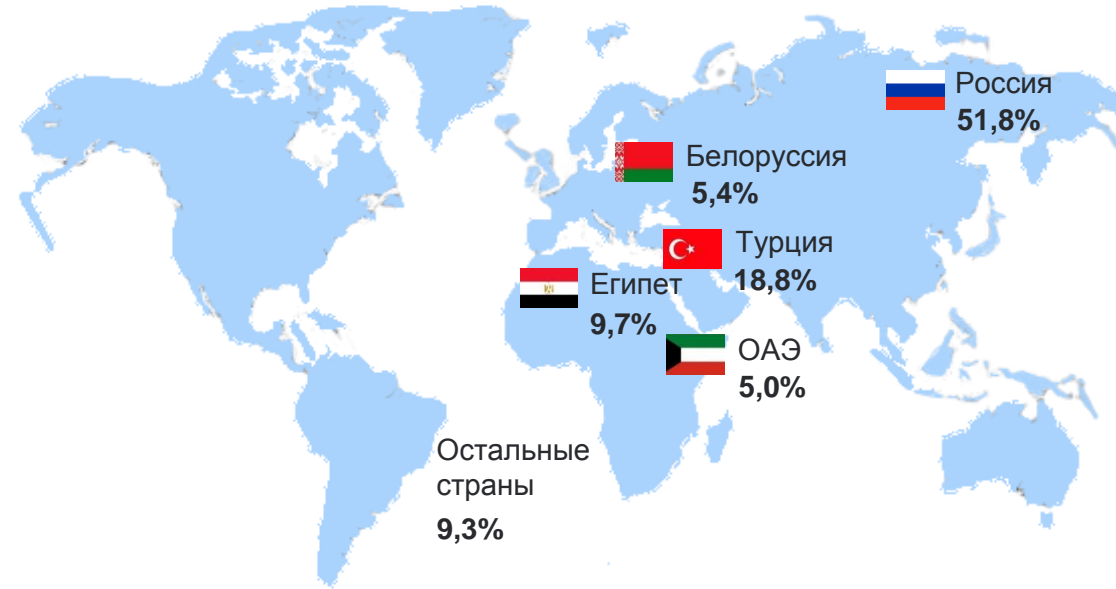 Россия
51,8%
Белоруссия
5,4%
Турция
18,8%
Египет
9,7%
ОАЭ
5,0%
Остальные
страны
9,3%